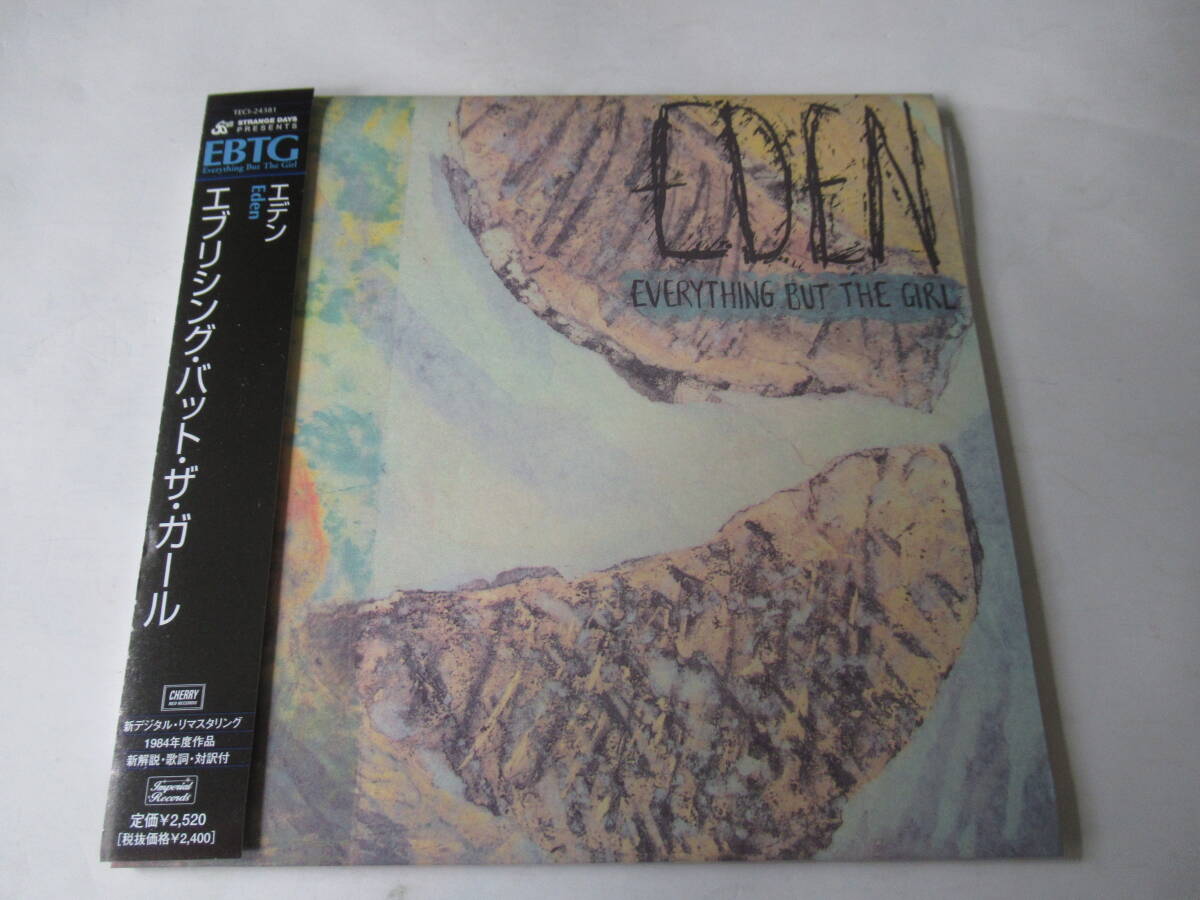 TECI-24381
STRANGE DAYS
PRESENTS
EBTG
Everything But The Girl
エデン
Eden
エブリシング・バット・ザ・ガール
CHERRY
RED RECORDS
新デジタル・リマスタリング
1984年度作品
新解説・歌詞・対訳付
Imperial
Records
定価¥2,520
[税抜価格¥2,400]
EDEN
EVERYTHING BUT THE GIRL